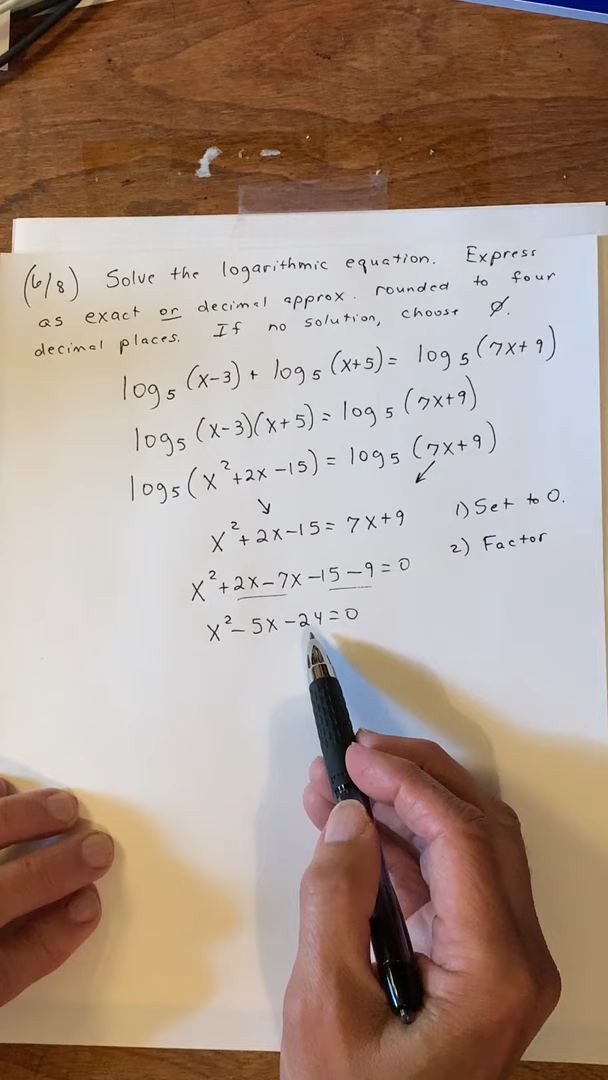 (6/8) Solve the logarithmic equation. Express
as exact or decimal approx. rounded to four
decimal places. If no solution, choose ∅.
log₅(x-3) + log₅(x+5) = log₅(7x+9)
log₅(x-3)(x+5) = log₅(7x+9)
log₅(x²+2x-15) = log₅(7x+9)
x²+2x-15 = 7x+9
1) Set to 0.
x²+2x-7x-15-9=0
2) Factor
x²-5x-24=0